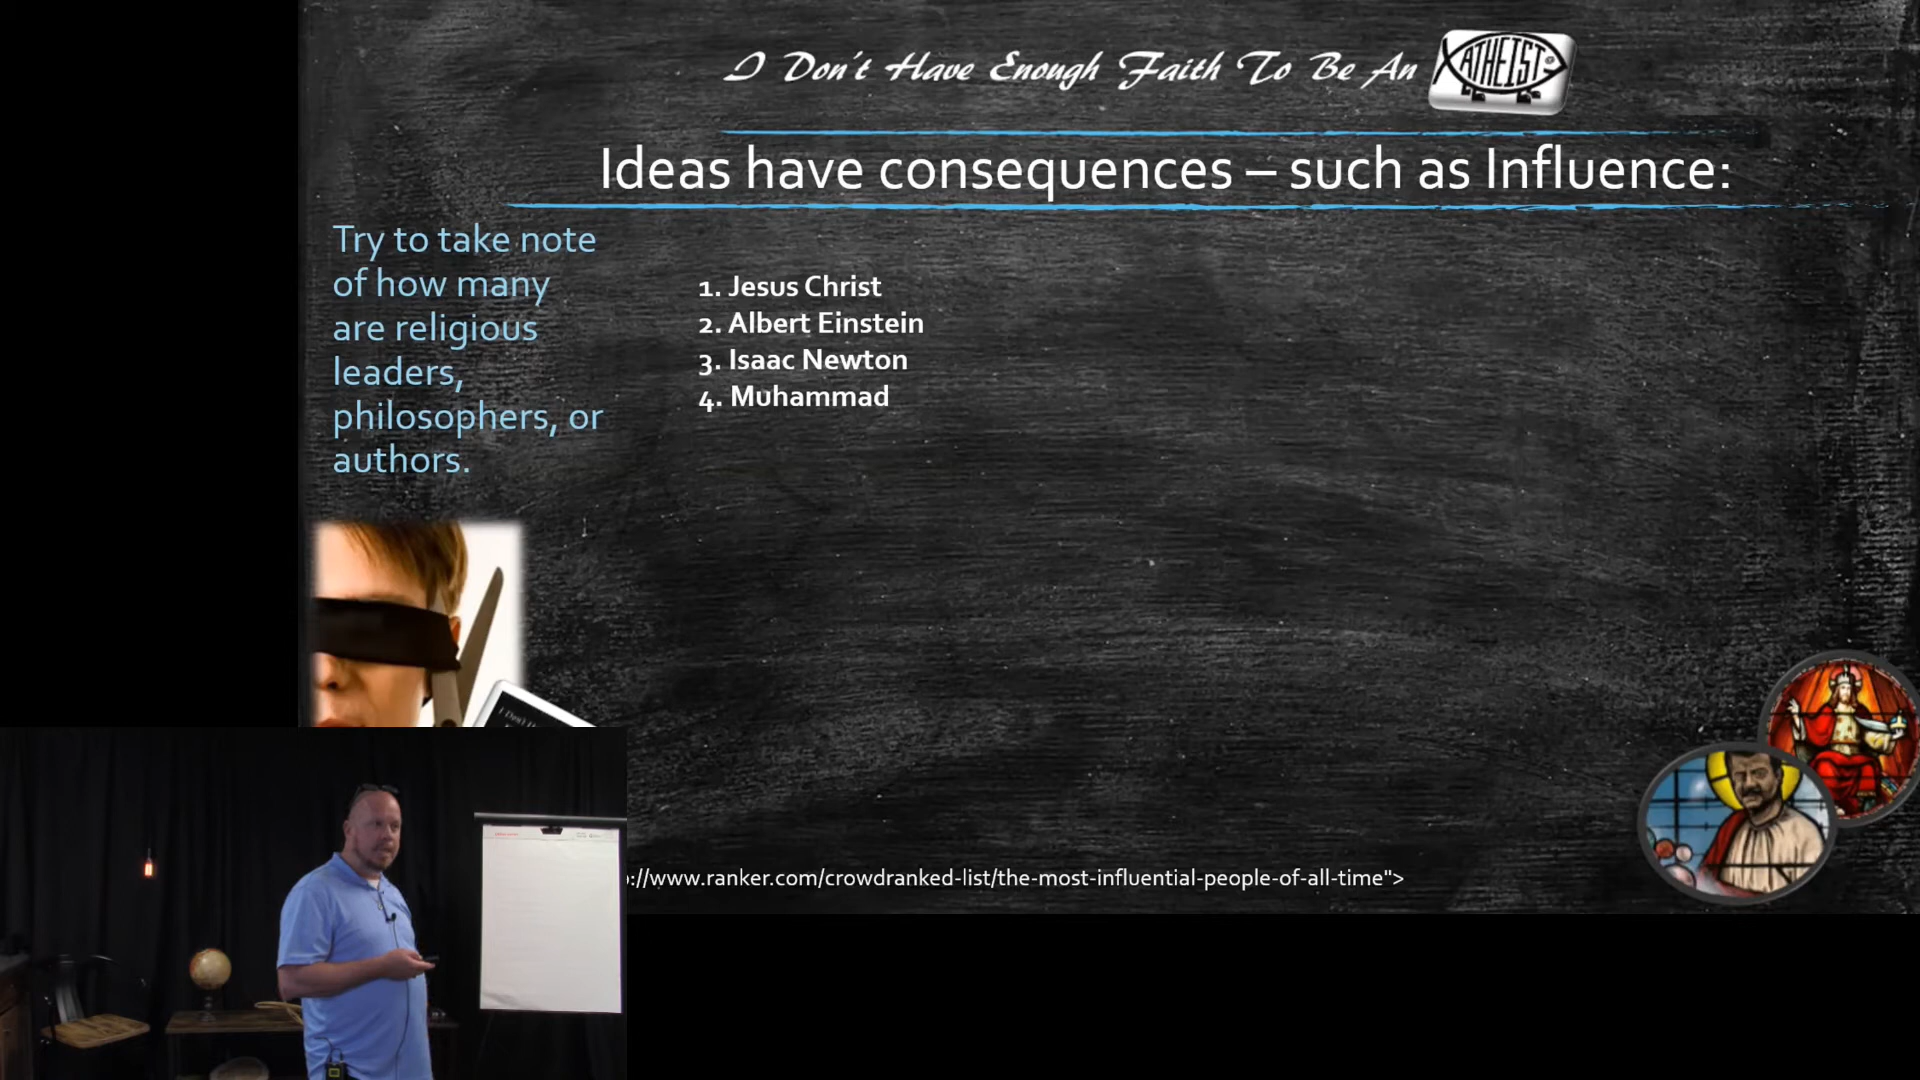 I Don't Have Enough Faith To Be An
ATHEIST
Ideas have consequences – such as Influence:
Try to take note
of how many
are religious
leaders,
philosophers, or
authors.
1. Jesus Christ
2. Albert Einstein
3. Isaac Newton
4. Muhammad
://www.ranker.com/crowdranked-list/the-most-influential-people-of-all-time">